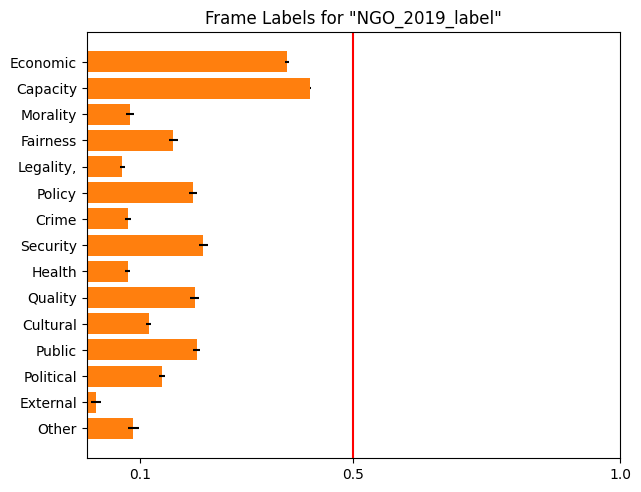 Frame Labels for "NGO_2019_label"
Economic
Capacity
Morality
Fairness
Legality,
Policy
Crime
Security
Health
Quality
Cultural
Public
Political
External
Other
0.1 0.5 1.0